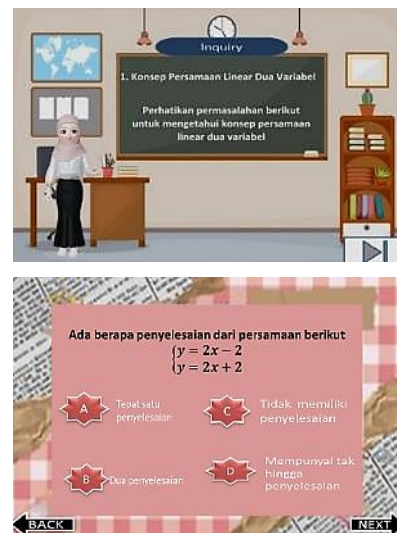 Inquiry
1. Konsep Persamaan Linear Dua Variabel
Perhatikan permasalahan berikut
untuk mengetahui konsep persamaan
linear dua variabel
Ada berapa penyelesaian dari persamaan berikut
{y = 2x − 2
{y = 2x + 2
A Tepat satu
penyelesaian
C Tidak memiliki
penyelesaian
B Dua penyelesaian
D Mempunyai tak
hingga
penyelesaian
BACK
NEXT